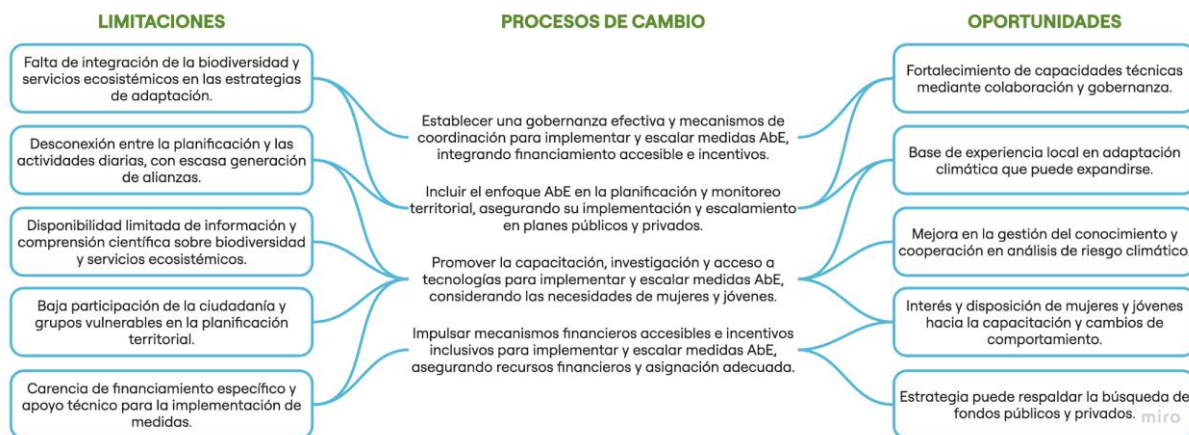 LIMITACIONES
Falta de integración de la biodiversidad y
servicios ecosistémicos en las estrategias
de adaptación.
Desconexión entre la planificación y las
actividades diarias, con escasa generación
de alianzas.
Disponibilidad limitada de información y
comprensión científica sobre biodiversidad
y servicios ecosistémicos.
Baja participación de la ciudadanía y
grupos vulnerables en la planificación
territorial.
Carencia de financiamiento específico y
apoyo técnico para la implementación de
medidas.
PROCESOS DE CAMBIO
Establecer una gobernanza efectiva y mecanismos de
coordinación para implementar y escalar medidas AbE,
integrando financiamiento accesible e incentivos.
Incluir el enfoque AbE en la planificación y monitoreo
territorial, asegurando su implementación y escalamiento
en planes públicos y privados.
Promover la capacitación, investigación y acceso a
tecnologías para implementar y escalar medidas AbE,
considerando las necesidades de mujeres y jóvenes.
Impulsar mecanismos financieros accesibles e incentivos
inclusivos para implementar y escalar medidas AbE,
asegurando recursos financieros y asignación adecuada.
OPORTUNIDADES
Fortalecimiento de capacidades técnicas
mediante colaboración y gobernanza.
Base de experiencia local en adaptación
climática que puede expandirse.
Mejora en la gestión del conocimiento y
cooperación en análisis de riesgo climático.
Interés y disposición de mujeres y jóvenes
hacia la capacitación y cambios de
comportamiento.
Estrategia puede respaldar la búsqueda de
fondos públicos y privados.
miro